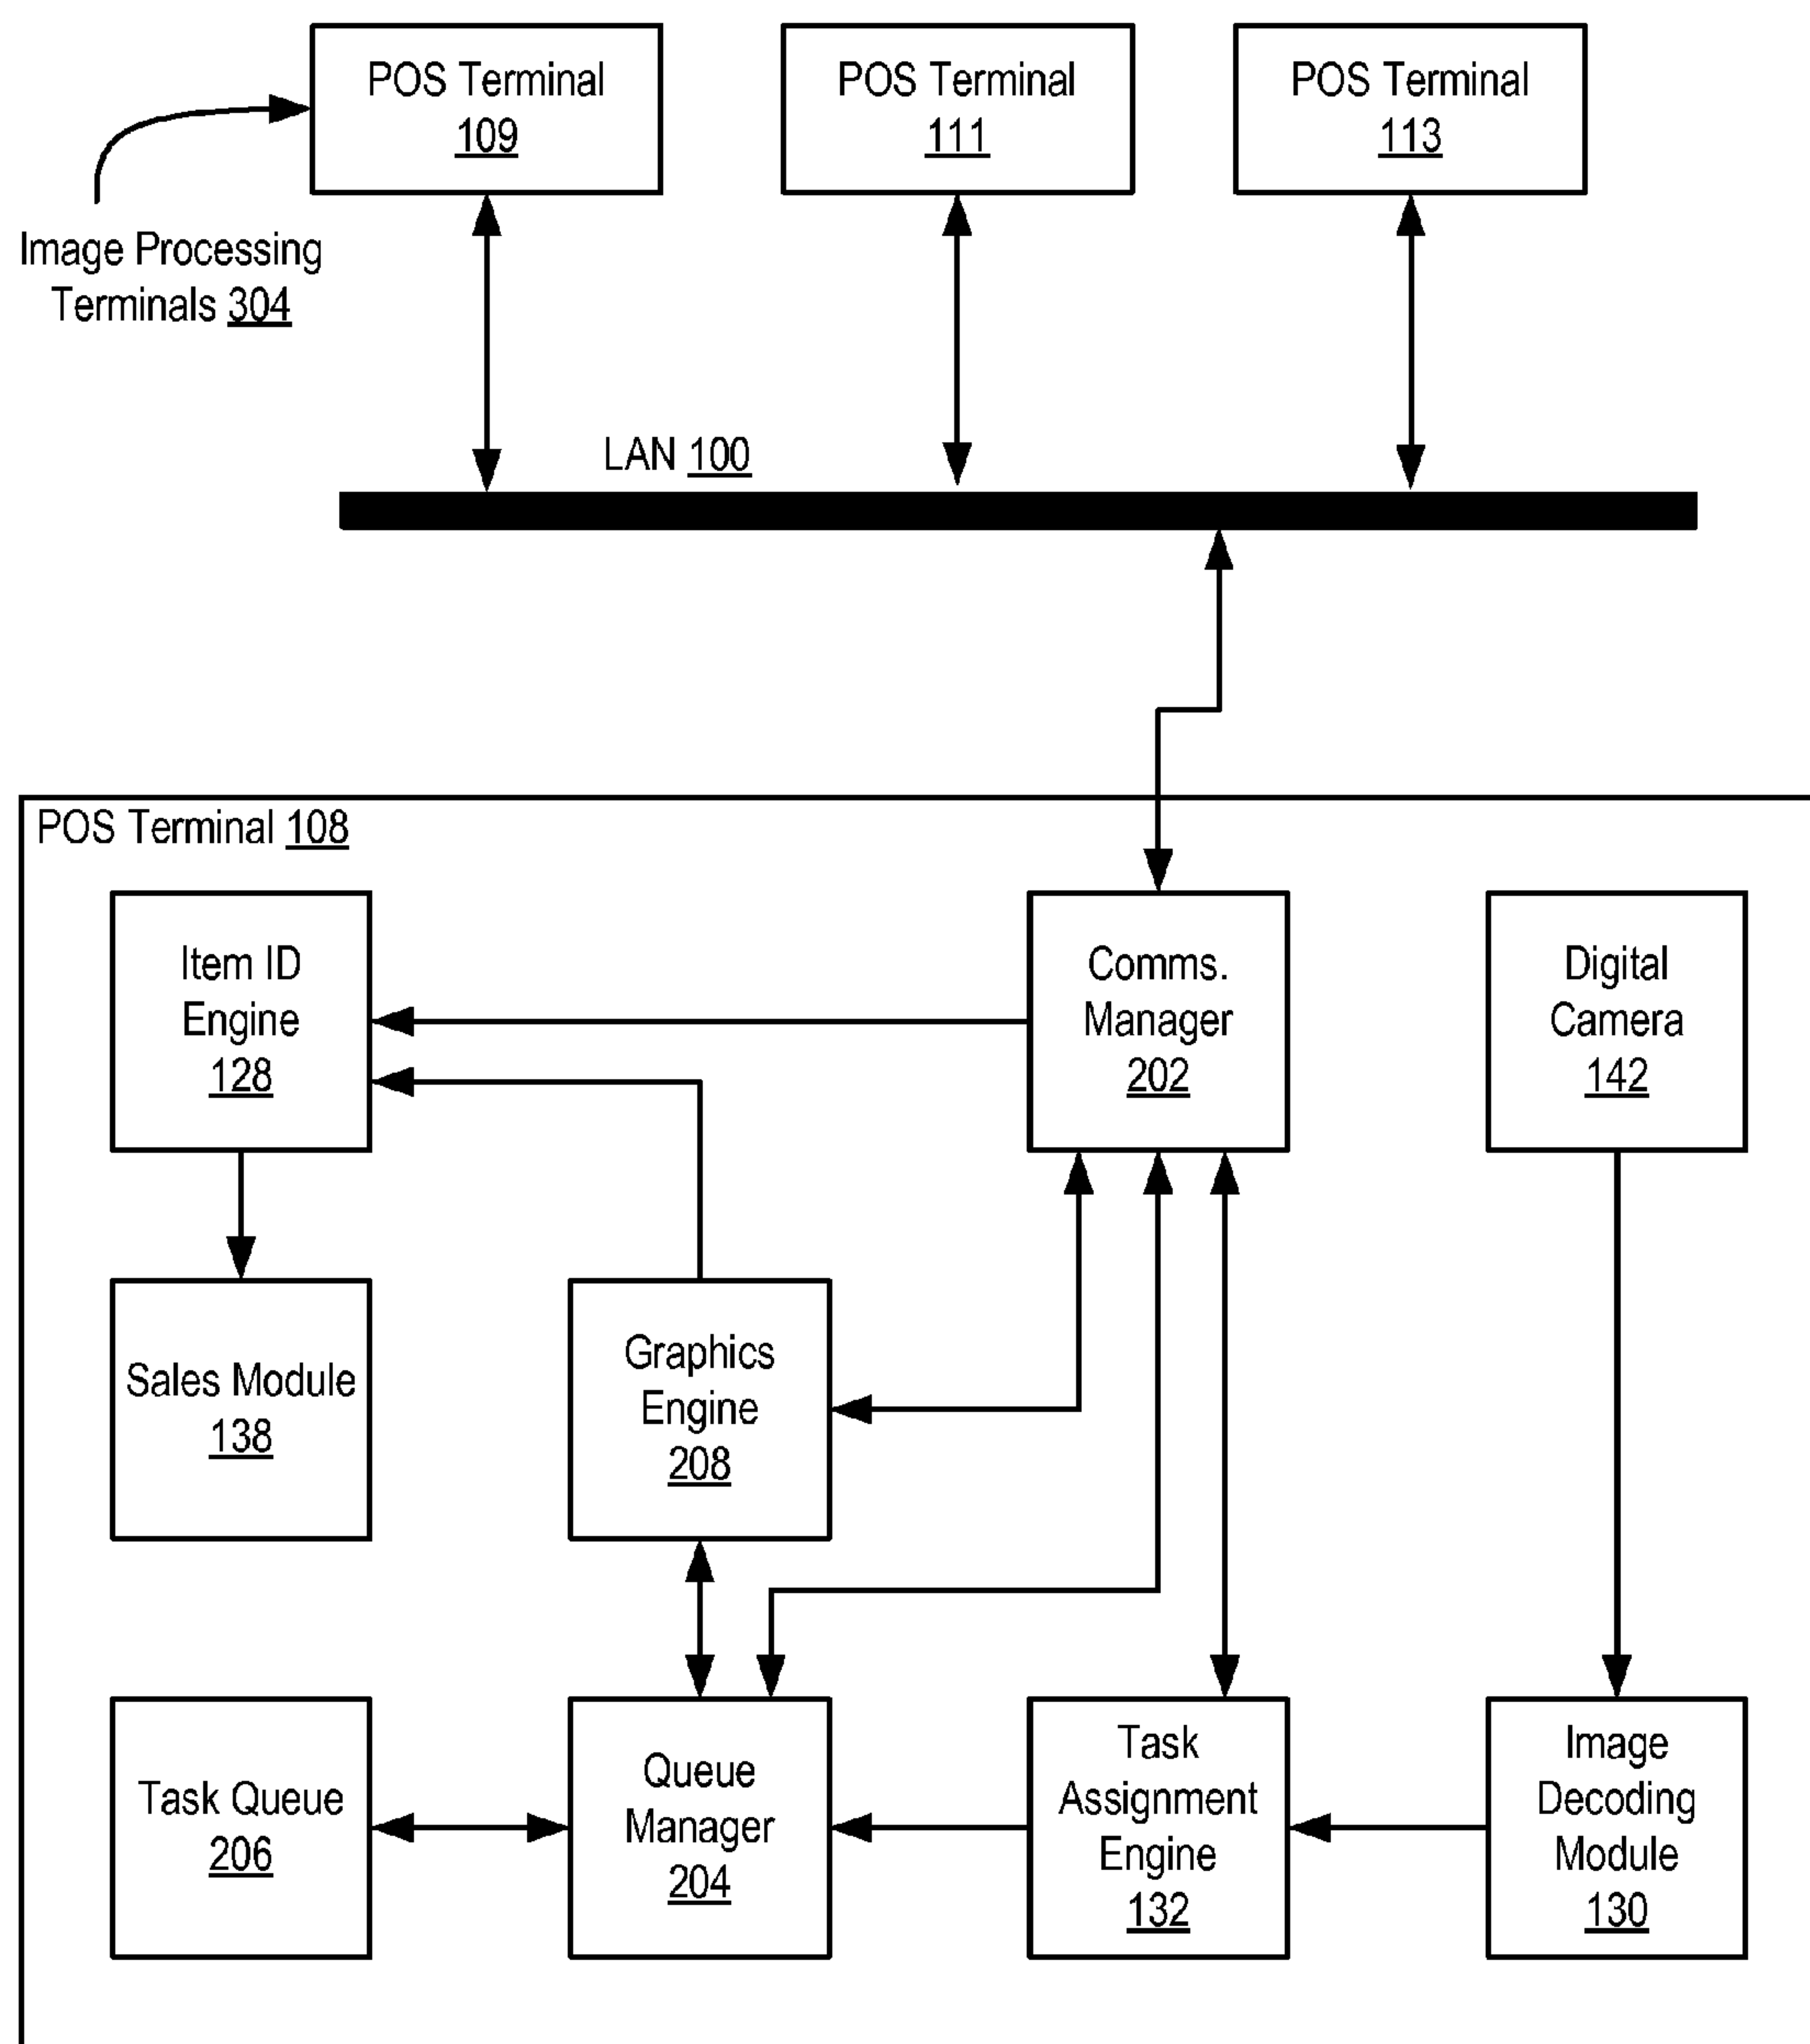 POS Terminal
109
POS Terminal
111
POS Terminal
113
Image Processing
Terminals 304
LAN 100
POS Terminal 108
Item ID
Engine
128
Comms.
Manager
202
Digital
Camera
142
Sales Module
138
Graphics
Engine
208
Task Queue
206
Queue
Manager
204
Task
Assignment
Engine
132
Image
Decoding
Module
130